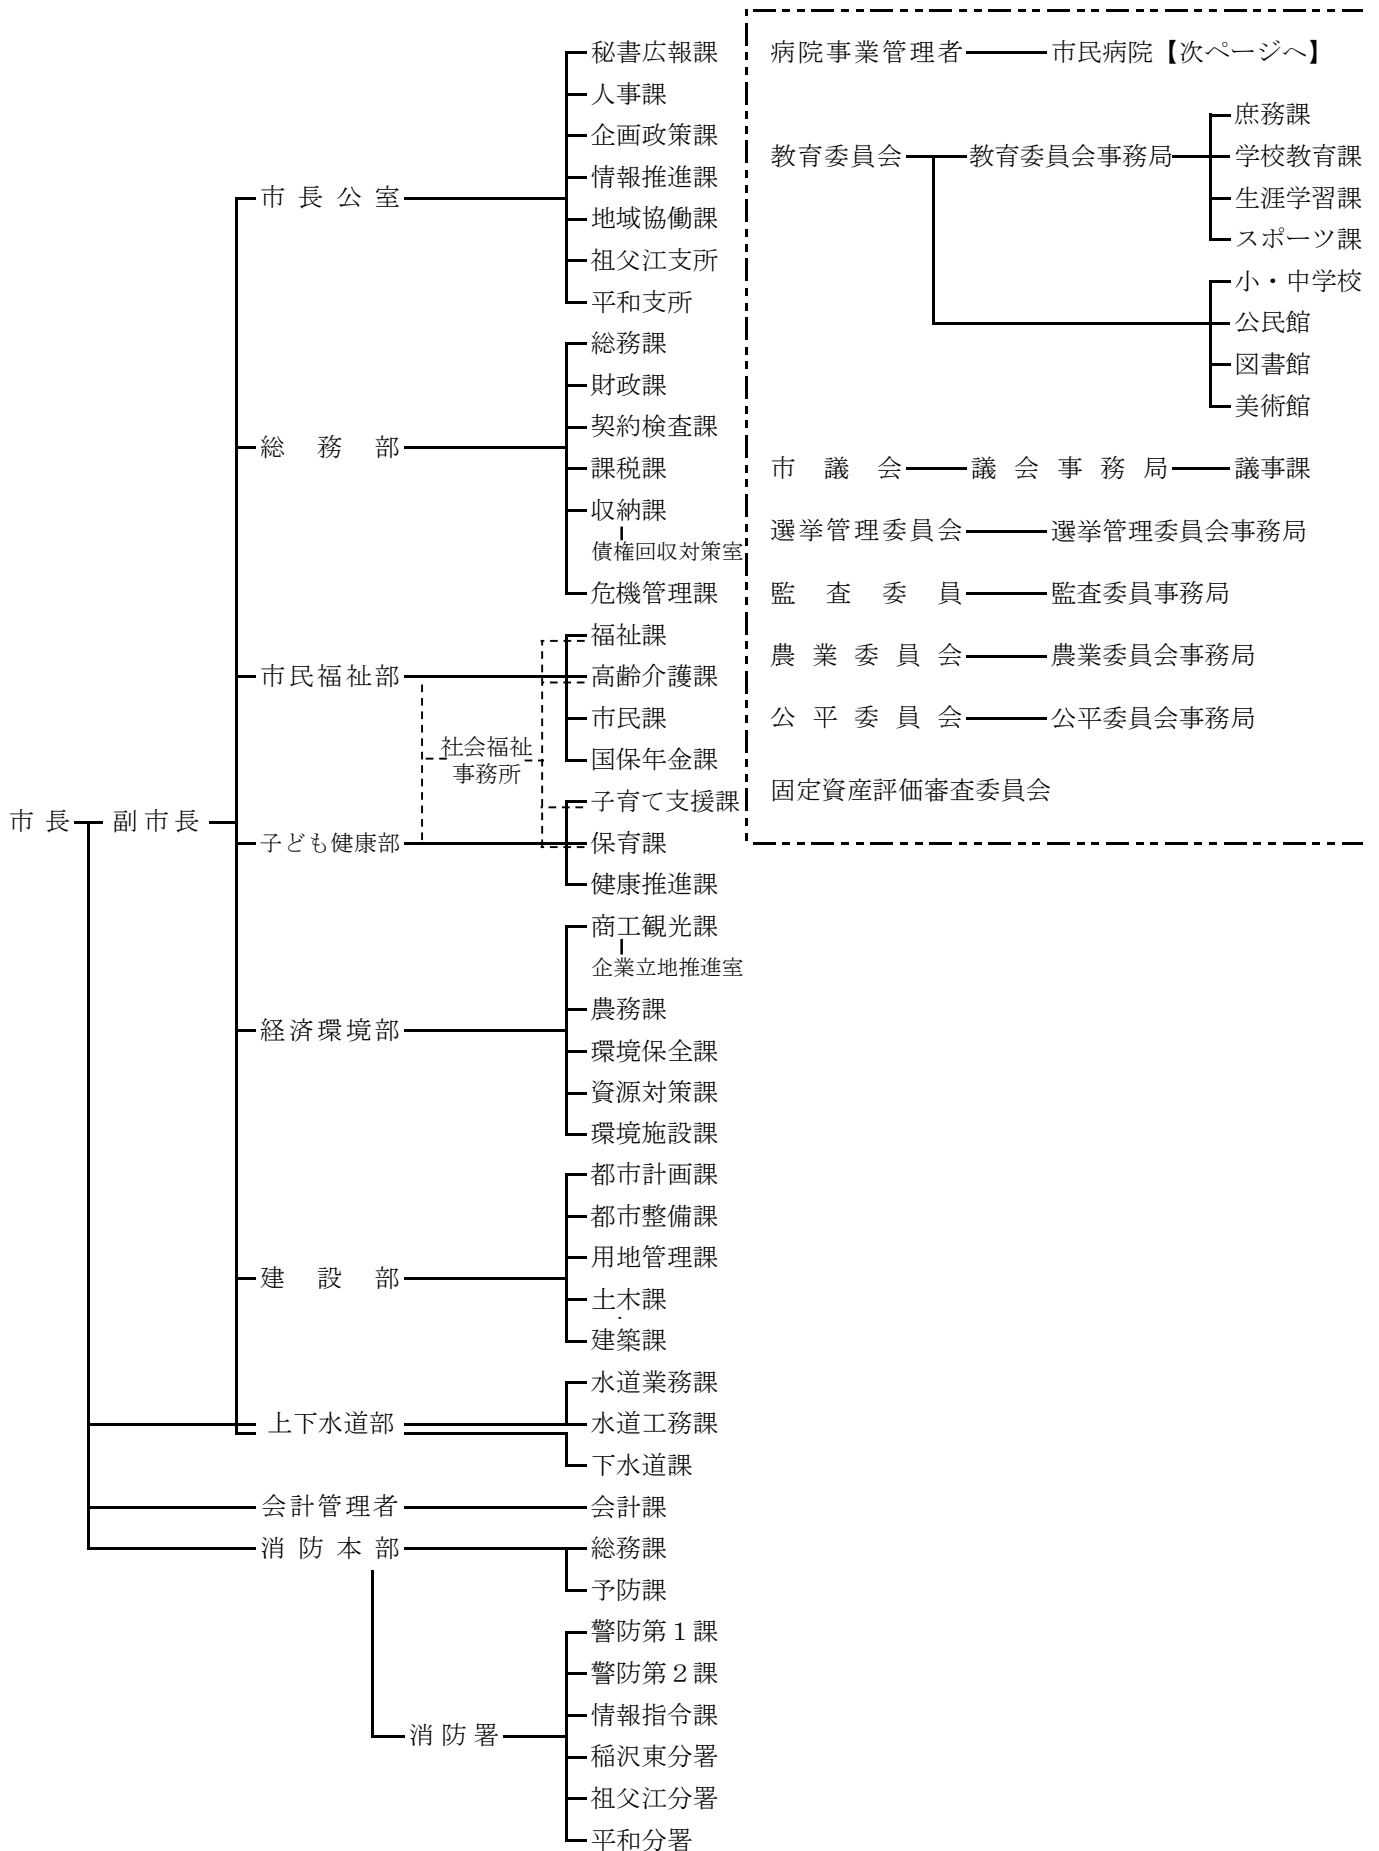 市長
副市長
市長公室
秘書広報課
人事課
企画政策課
情報推進課
地域協働課
祖父江支所
平和支所
総務部
総務課
財政課
契約検査課
課税課
収納課
債権回収対策室
危機管理課
市民福祉部
福祉課
高齢介護課
市民課
国保年金課
社会福祉
事務所
子ども健康部
子育て支援課
保育課
健康推進課
経済環境部
商工観光課
企業立地推進室
農務課
環境保全課
資源対策課
環境施設課
建設部
都市計画課
都市整備課
用地管理課
土木課
建築課
上下水道部
水道業務課
水道工務課
下水道課
会計管理者
会計課
消防本部
総務課
予防課
消防署
警防第１課
警防第２課
情報指令課
稲沢東分署
祖父江分署
平和分署
病院事業管理者
市民病院【次ページへ】
教育委員会
教育委員会事務局
庶務課
学校教育課
生涯学習課
スポーツ課
小・中学校
公民館
図書館
美術館
市議会
議会事務局
議事課
選挙管理委員会
選挙管理委員会事務局
監査委員
監査委員事務局
農業委員会
農業委員会事務局
公平委員会
公平委員会事務局
固定資産評価審査委員会